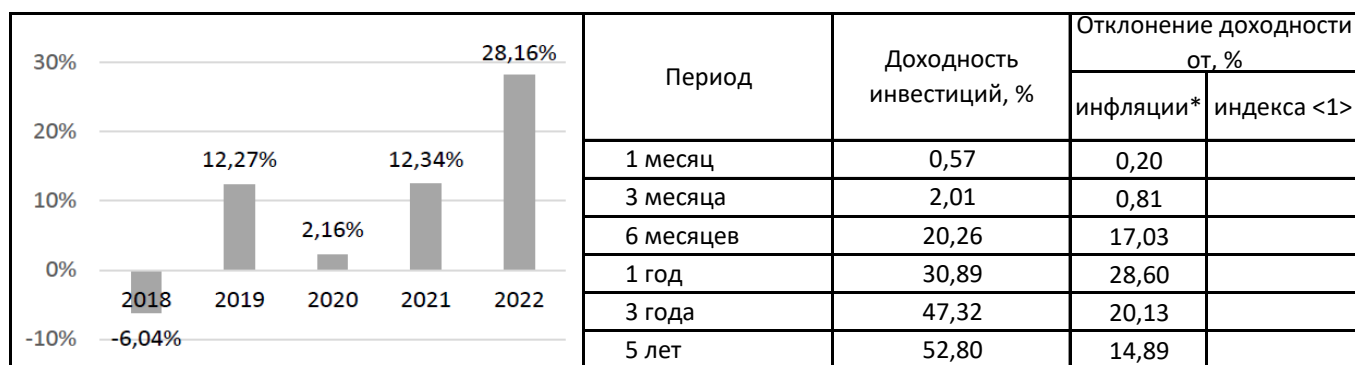 30%
20%
10%
0%
-10%
-6,04%
12,27%
2,16%
12,34%
28,16%
2018 2019 2020 2021 2022
Период
Доходность
инвестиций, %
Отклонение доходности
от, %
инфляции* индекса <1>
1 месяц 0,57 0,20
3 месяца 2,01 0,81
6 месяцев 20,26 17,03
1 год 30,89 28,60
3 года 47,32 20,13
5 лет 52,80 14,89